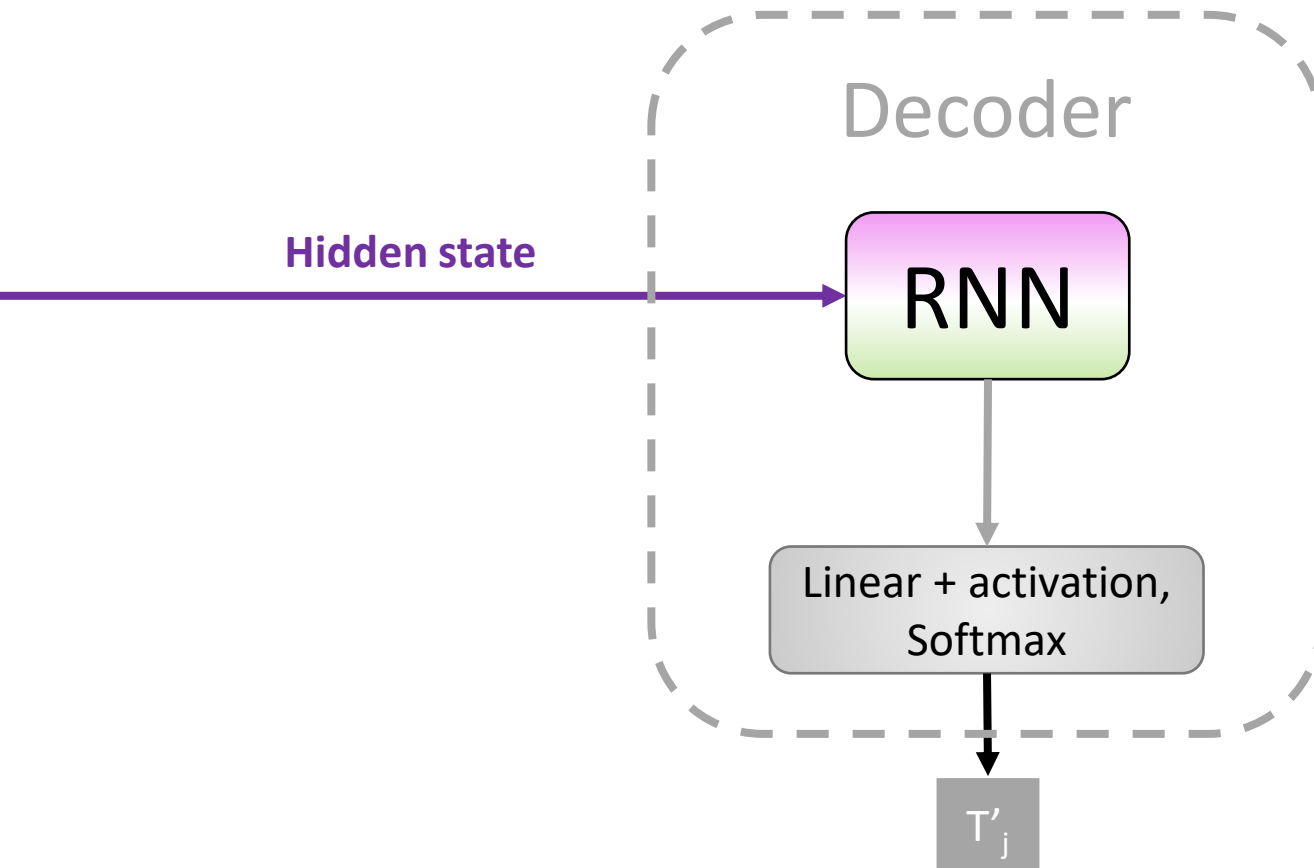 Decoder
Hidden state
RNN
Linear + activation,
Softmax
T’j